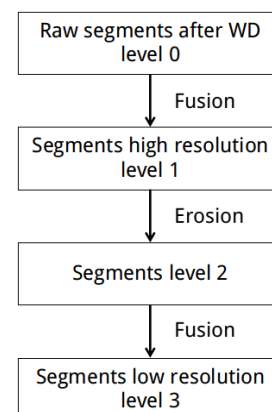 Raw segments after WD
level 0
Fusion
Segments high resolution
level 1
Erosion
Segments level 2
Fusion
Segments low resolution
level 3